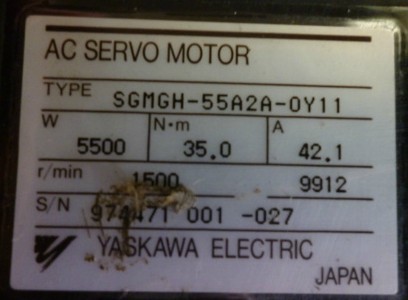 AC SERVO MOTOR
TYPE SGMGH-55A2A-0Y11
W N·m A
5500 35.0 42.1
r/min 1500 9912
S/N 974471 001 -027
YASKAWA ELECTRIC
JAPAN